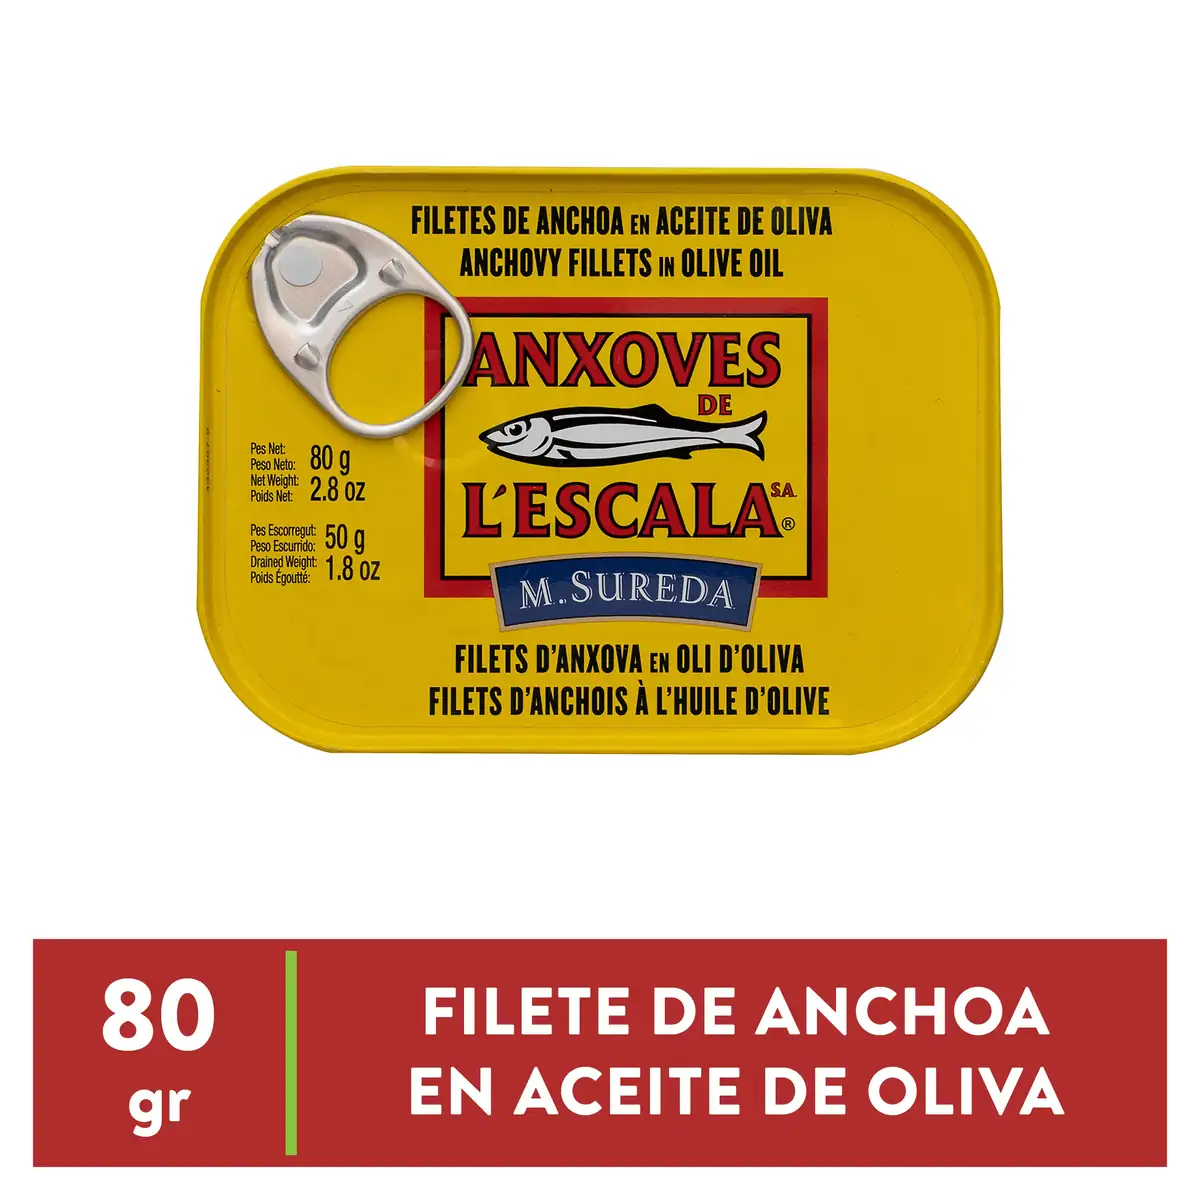 FILETES DE ANCHOA EN ACEITE DE OLIVA
ANCHOVY FILLETS IN OLIVE OIL
ANXOVES
DE
L'ESCALA S.A. ®
M. SUREDA
Pes Net:
Peso Neto: 80 g
Net Weight: 2.8 oz
Poids Net:
Pes Escorregut:
Peso Escurrido: 50 g
Drained Weight: 1.8 oz
Poids Égoutté:
FILETS D'ANXOVA EN OLI D'OLIVA
FILETS D'ANCHOIS À L'HUILE D'OLIVE
80
gr
FILETE DE ANCHOA
EN ACEITE DE OLIVA